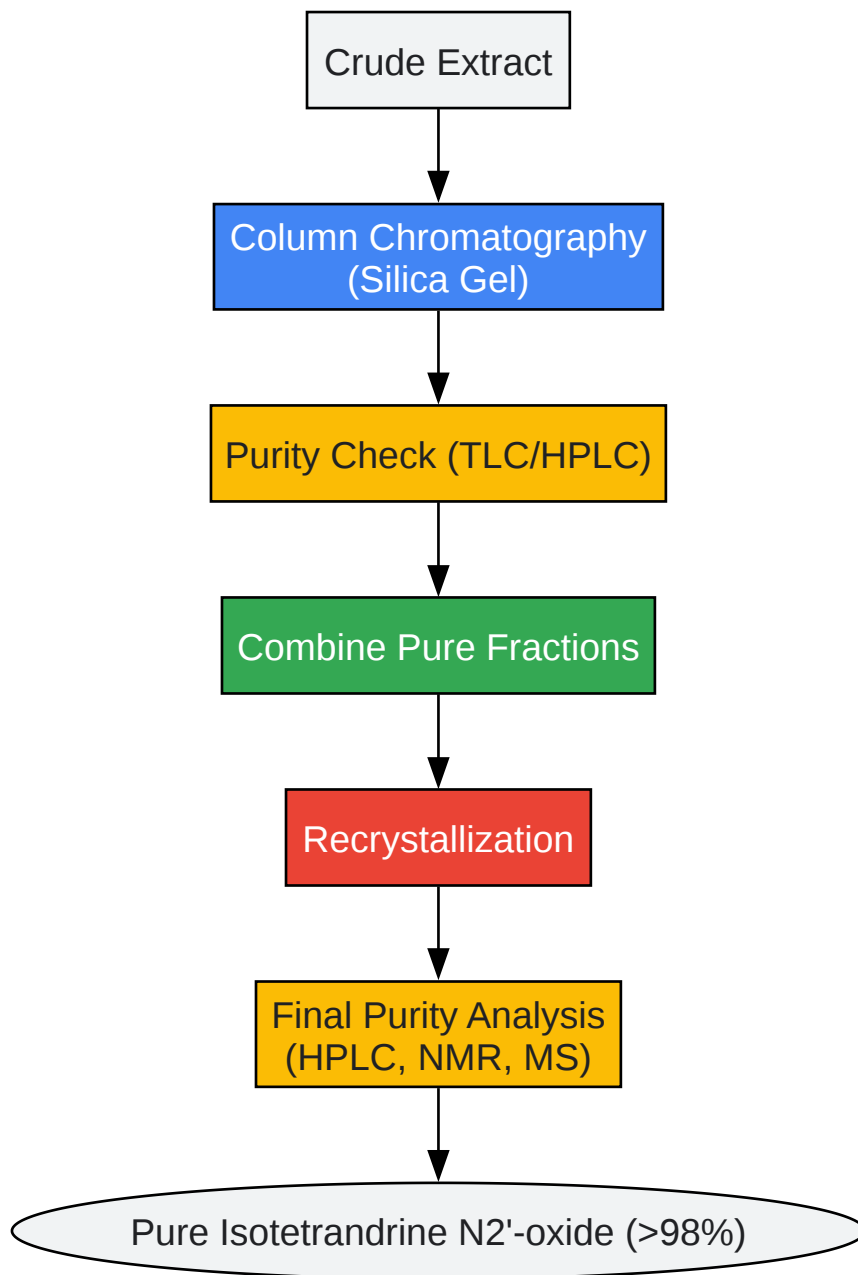 Crude Extract
Column Chromatography
(Silica Gel)
Purity Check (TLC/HPLC)
Combine Pure Fractions
Recrystallization
Final Purity Analysis
(HPLC, NMR, MS)
Pure Isotetrandrine N2'-oxide (>98%)